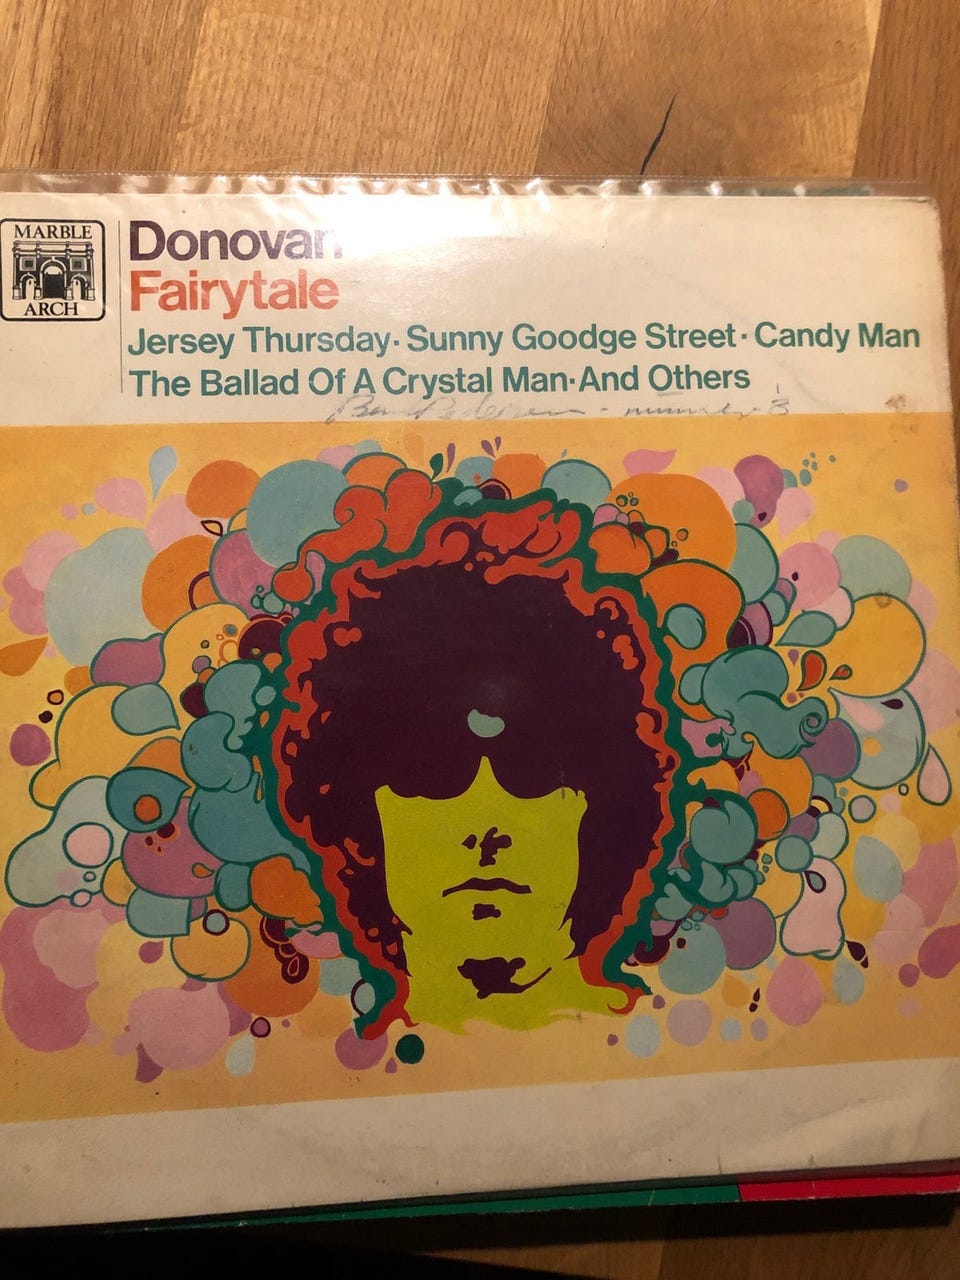 MARBLE
ARCH
Donovan
Fairytale
Jersey Thursday · Sunny Goodge Street · Candy Man
The Ballad Of A Crystal Man · And Others